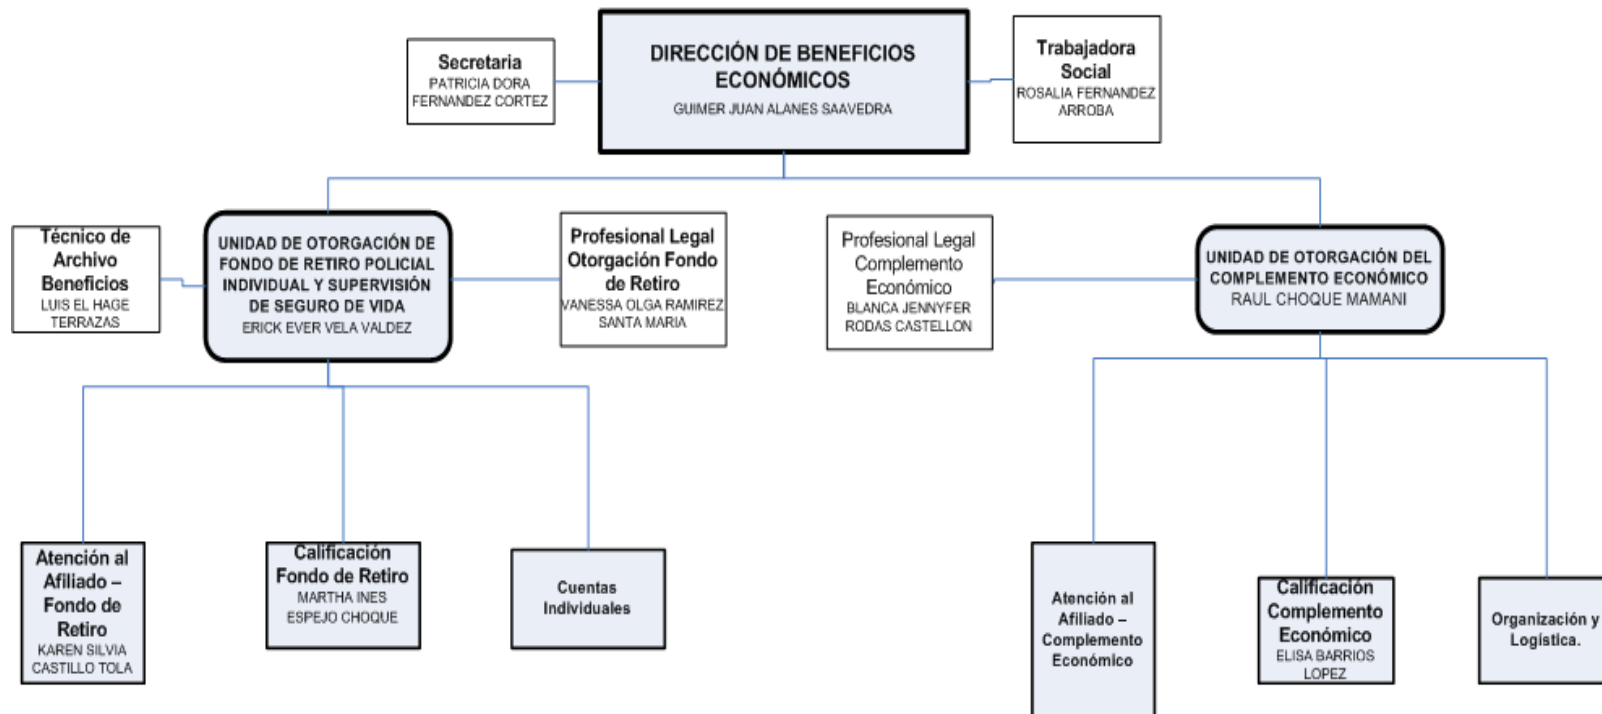 DIRECCIÓN DE BENEFICIOS
ECONÓMICOS
GUIMER JUAN ALANES SAAVEDRA
Secretaria
PATRICIA DORA
FERNANDEZ CORTEZ
Trabajadora
Social
ROSALIA FERNANDEZ
ARROBA
Técnico de
Archivo
Beneficios
LUIS EL HAGE
TERRAZAS
UNIDAD DE OTORGACIÓN DE
FONDO DE RETIRO POLICIAL
INDIVIDUAL Y SUPERVISIÓN
DE SEGURO DE VIDA
ERICK EVER VELA VALDEZ
Profesional Legal
Otorgación Fondo
de Retiro
VANESSA OLGA RAMIREZ
SANTA MARIA
Profesional Legal
Complemento
Económico
BLANCA JENNYFER
RODAS CASTELLON
UNIDAD DE OTORGACIÓN DEL
COMPLEMENTO ECONÓMICO
RAUL CHOQUE MAMANI
Atención al
Afiliado –
Fondo de
Retiro
KAREN SILVIA
CASTILLO TOLA
Calificación
Fondo de Retiro
MARTHA INES
ESPEJO CHOQUE
Cuentas
Individuales
Atención al
Afiliado –
Complemento
Económico
Calificación
Complemento
Económico
ELISA BARRIOS
LOPEZ
Organización y
Logística.